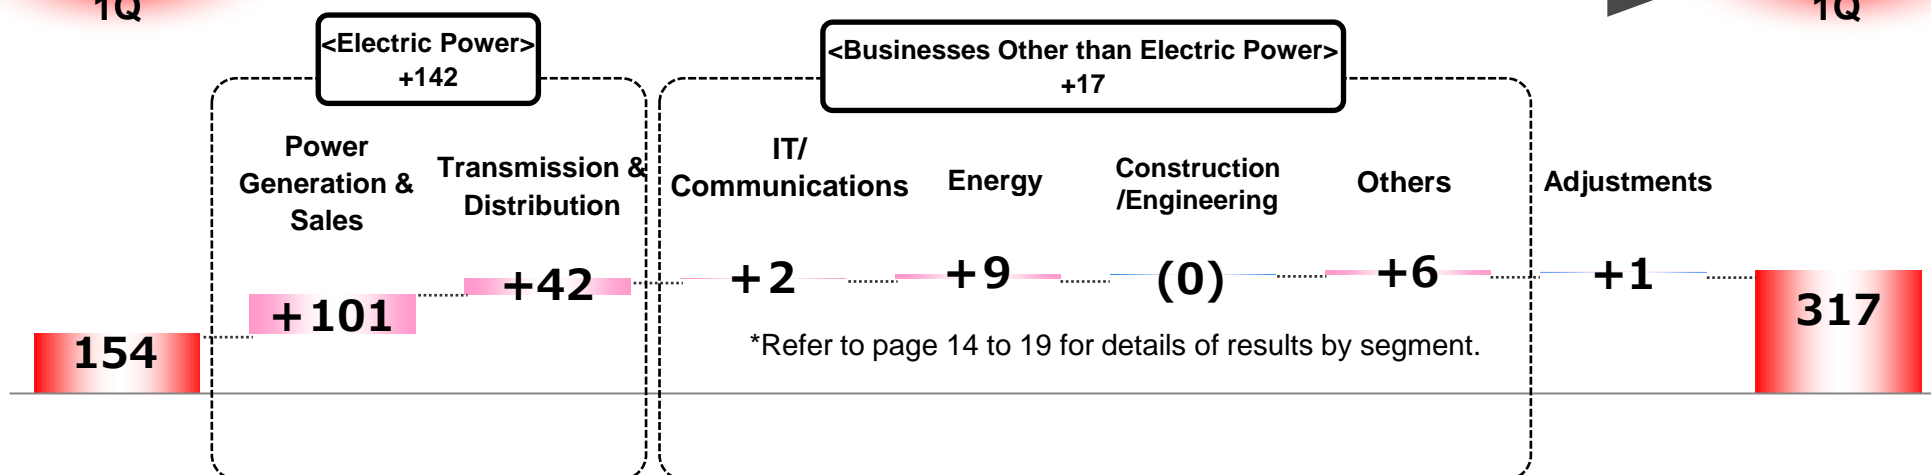 1Q
1Q
<Electric Power>
+142
<Businesses Other than Electric Power>
+17
Power
Generation &
Sales
Transmission &
Distribution
IT/
Communications
Energy
Construction
/Engineering
Others
Adjustments
154
+101
+42
+2
+9
(0)
+6
+1
317
*Refer to page 14 to 19 for details of results by segment.